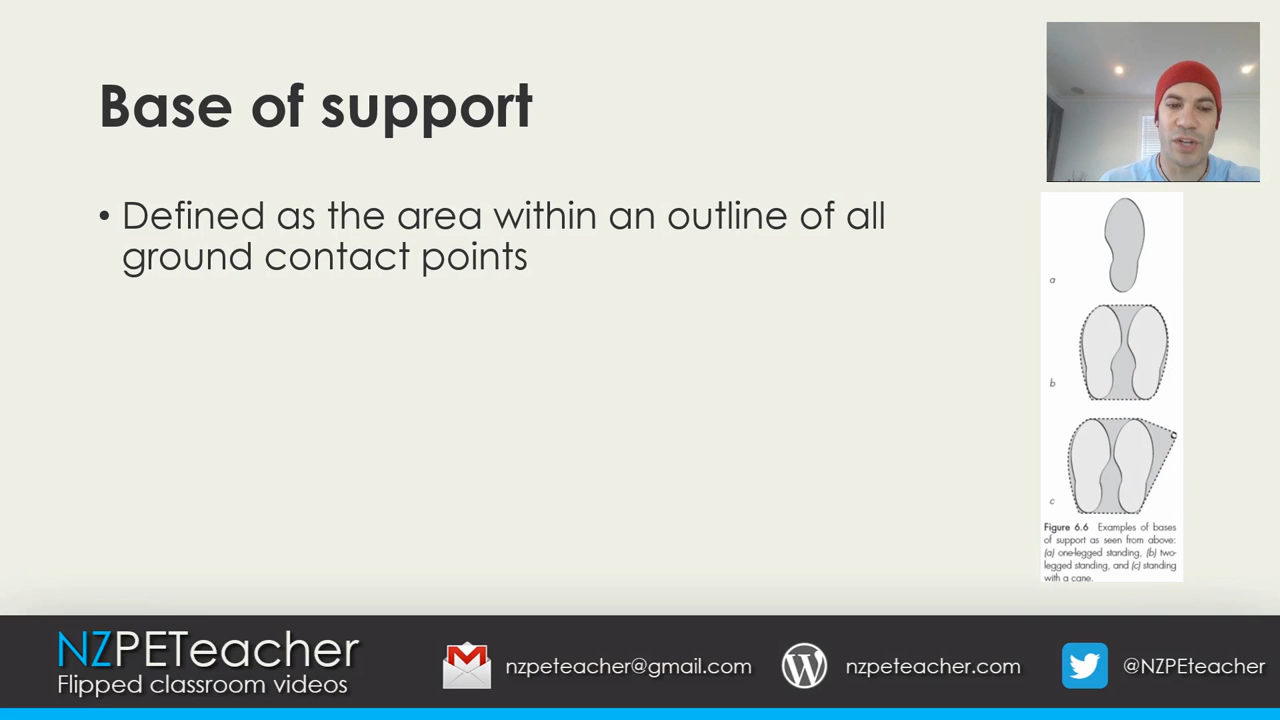 Base of support
• Defined as the area within an outline of all
ground contact points
a
b
c
Figure 6.6 Examples of bases
of support as seen from above:
(a) one-legged standing, (b) two-
legged standing, and (c) standing
with a cane.
NZPETeacher
Flipped classroom videos
nzpeteacher@gmail.com
nzpeteacher.com
@NZPEteacher